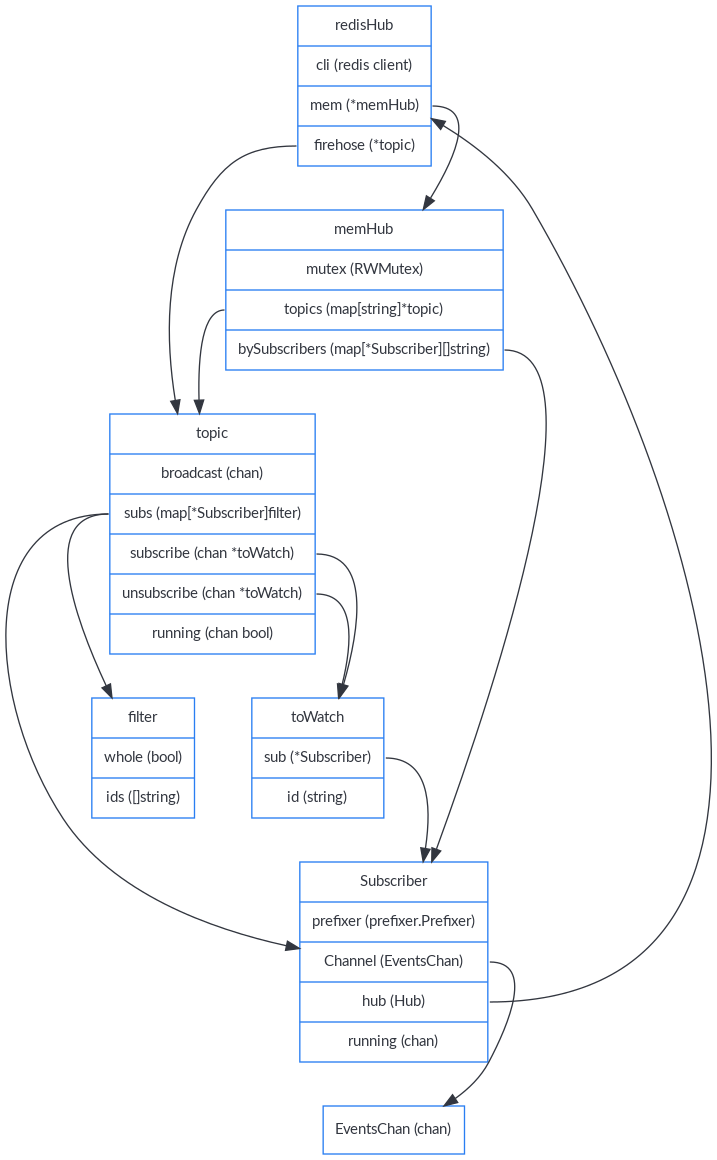 redisHub
cli (redis client)
mem (*memHub)
firehose (*topic)
memHub
mutex (RWMutex)
topics (map[string]*topic)
bySubscribers (map[*Subscriber][]string)
topic
broadcast (chan)
subs (map[*Subscriber]filter)
subscribe (chan *toWatch)
unsubscribe (chan *toWatch)
running (chan bool)
filter
whole (bool)
ids ([]string)
toWatch
sub (*Subscriber)
id (string)
Subscriber
prefixer (prefixer.Prefixer)
Channel (EventsChan)
hub (Hub)
running (chan)
EventsChan (chan)